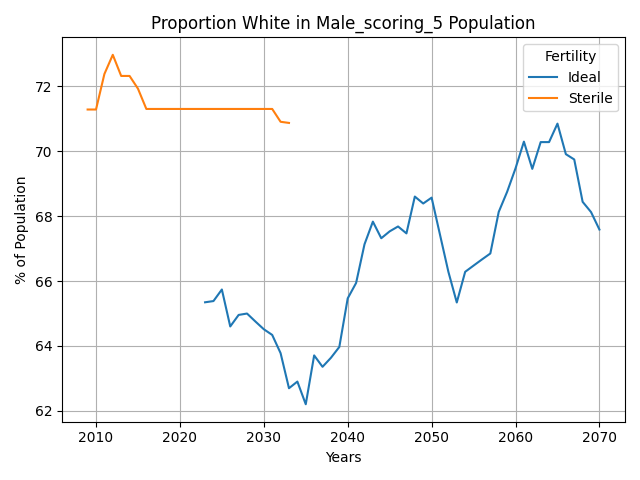 Proportion White in Male_scoring_5 Population
Fertility
Ideal
Sterile
% of Population
72
70
68
66
64
62
2010
2020
2030
2040
2050
2060
2070
Years